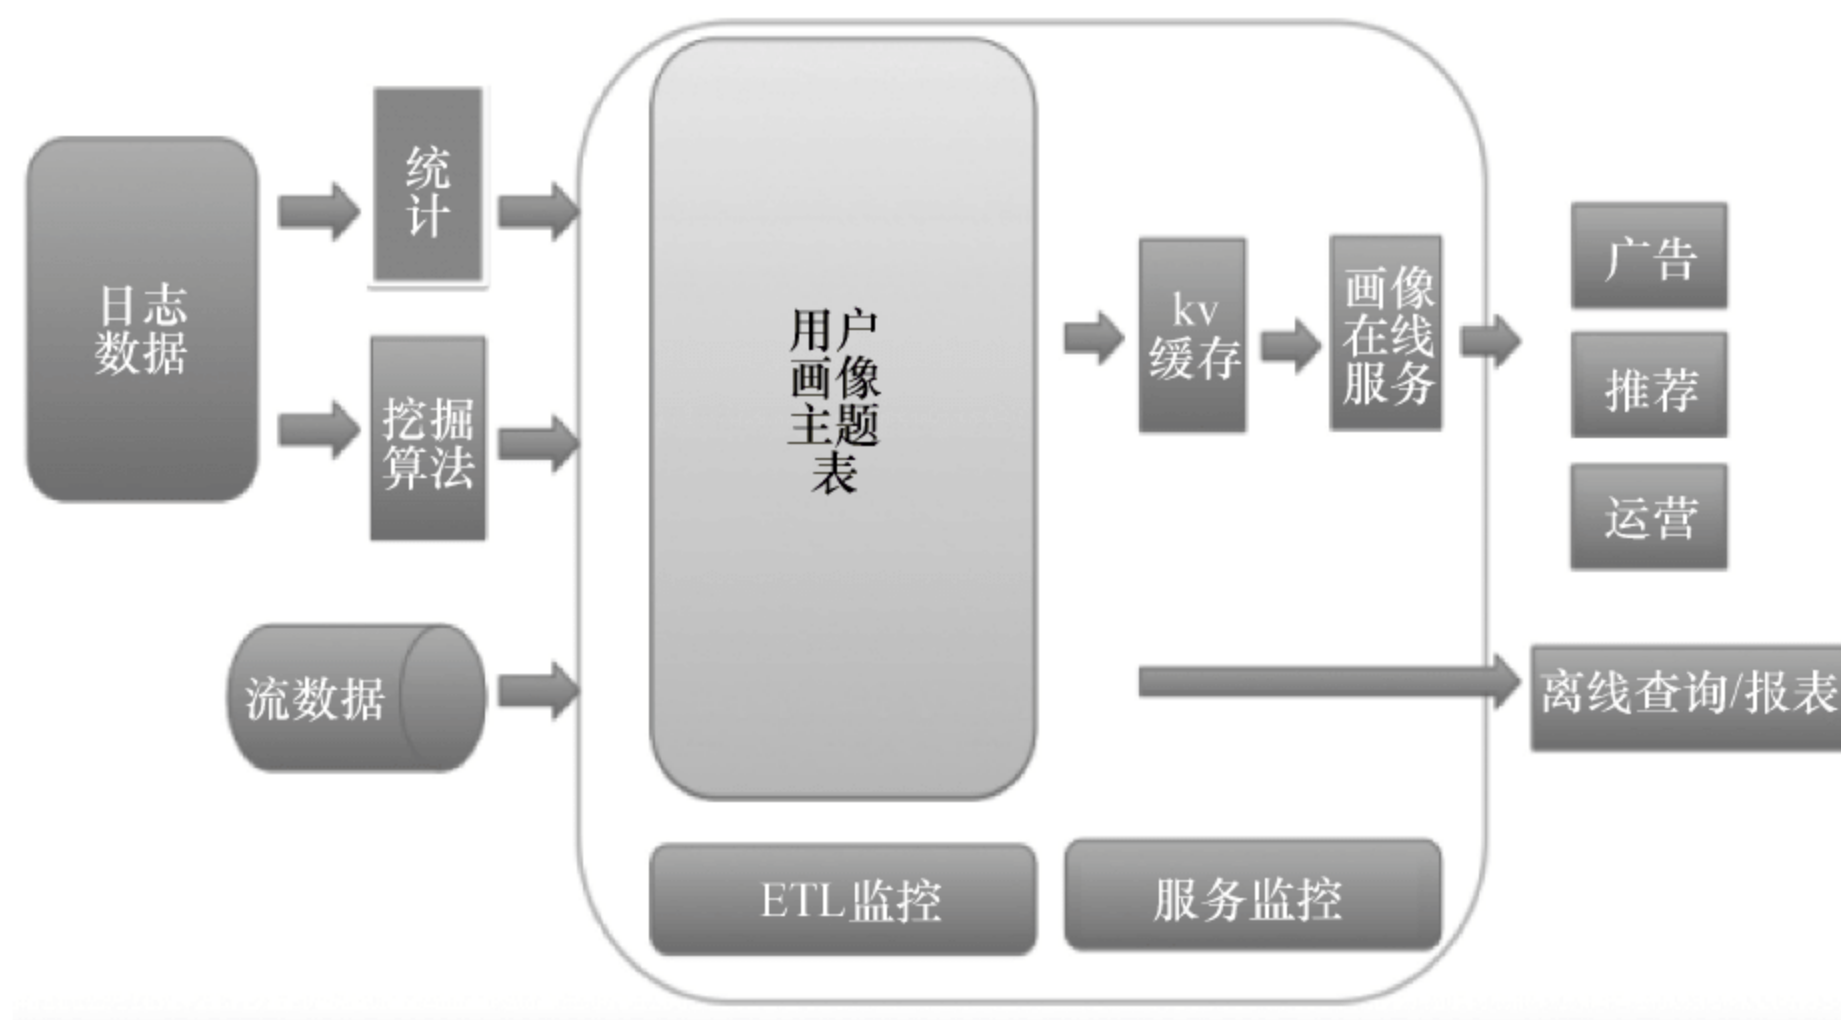 日志
数据
统
计
挖掘
算法
流数据
用户
画像
主题
表
kv
缓存
画像
在线
服务
广告
推荐
运营
离线查询/报表
ETL监控
服务监控